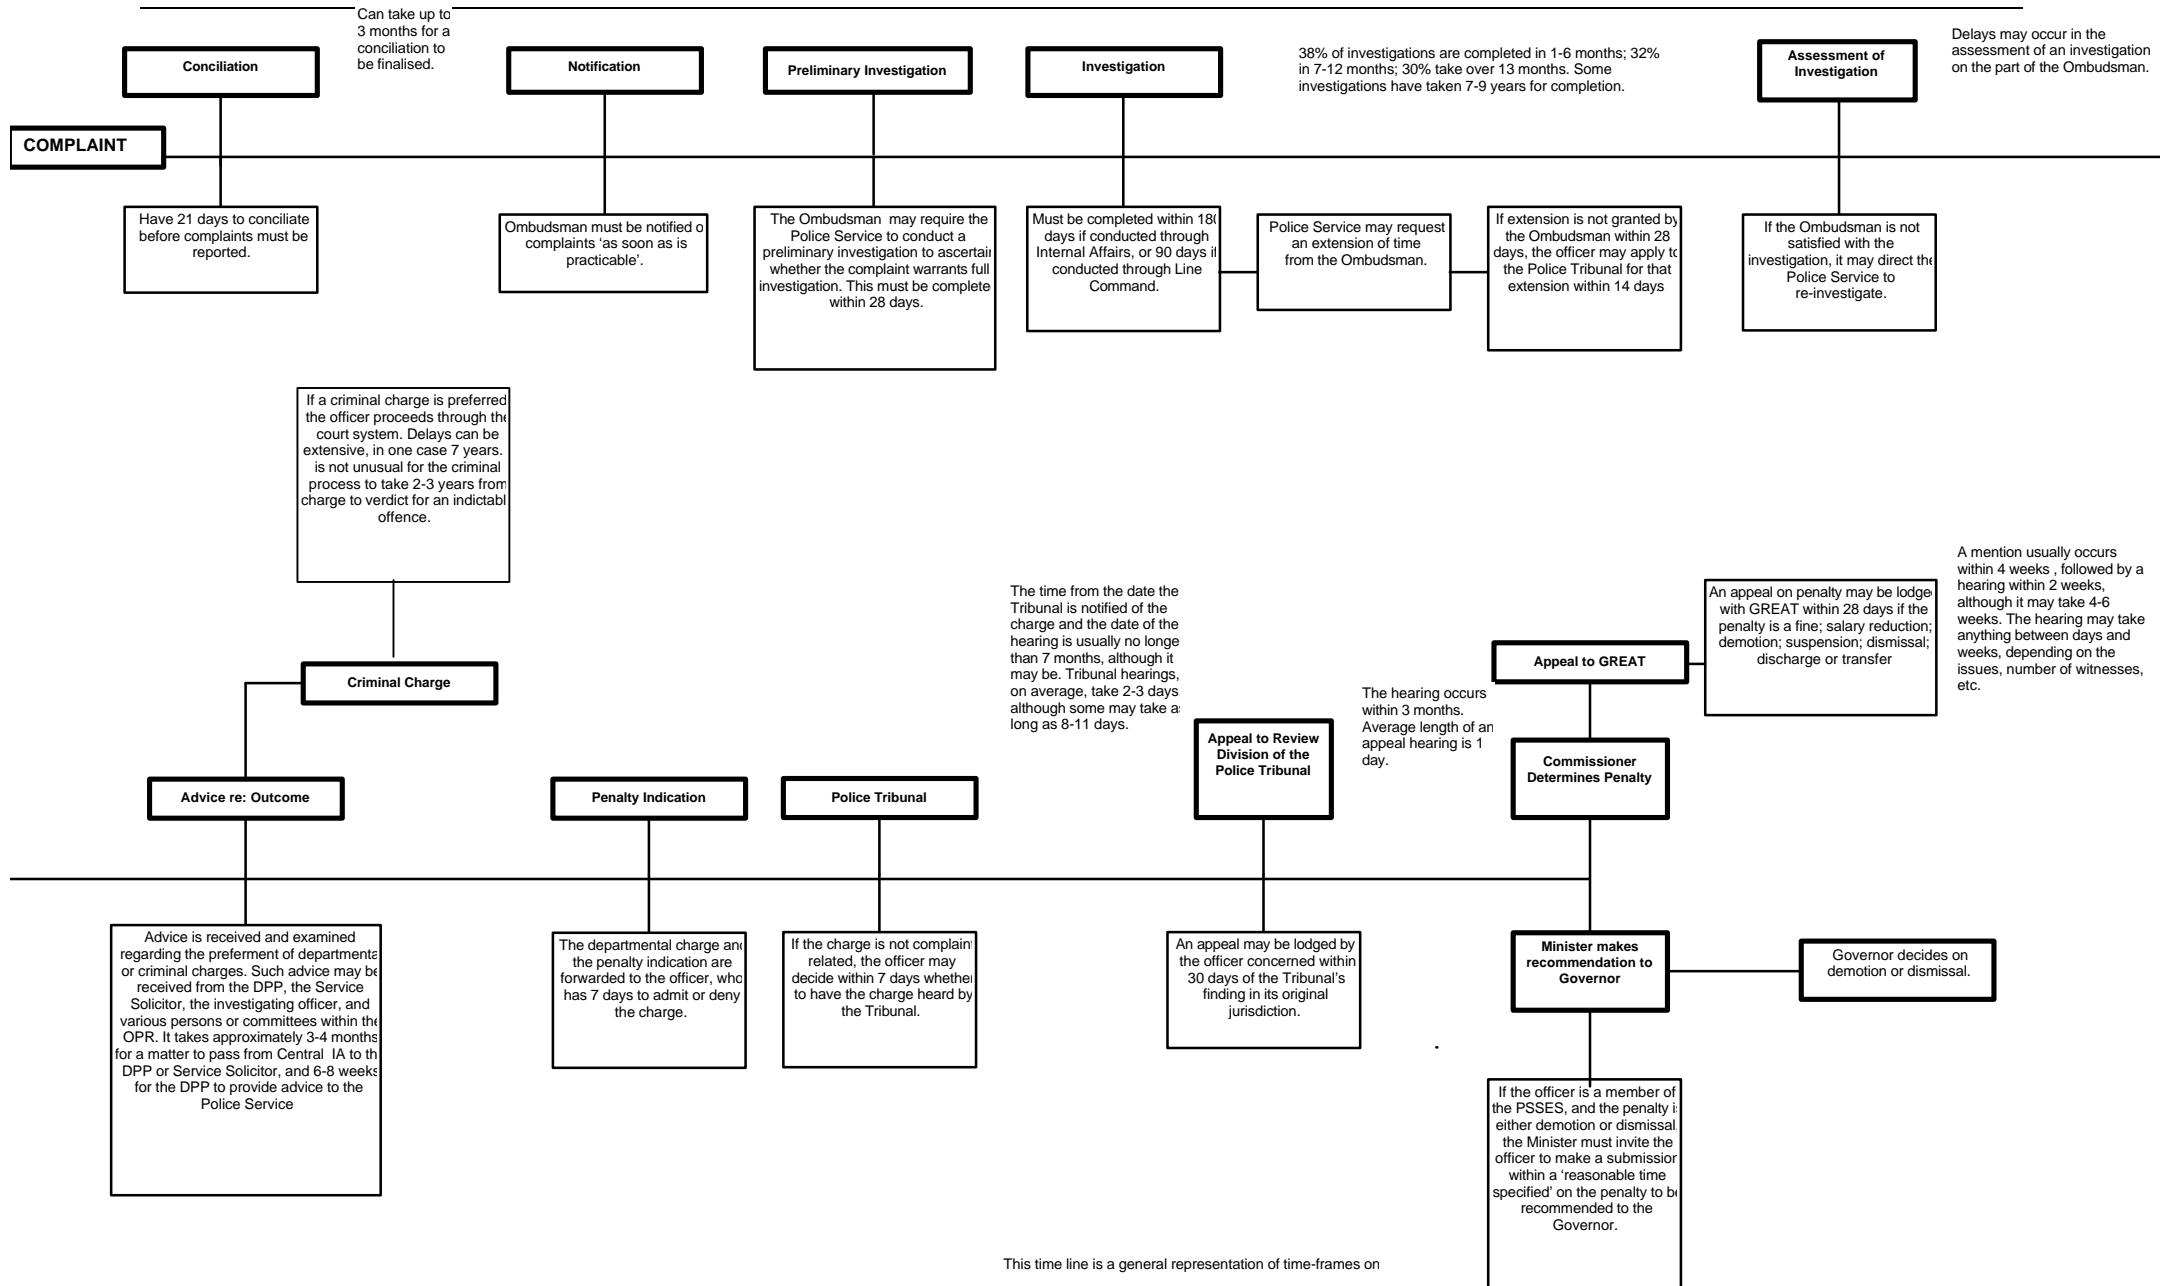 Can take up to
3 months for a
conciliation to
be finalised.
Conciliation
Notification
Preliminary Investigation
Investigation
38% of investigations are completed in 1-6 months; 32%
in 7-12 months; 30% take over 13 months. Some
investigations have taken 7-9 years for completion.
Assessment of
Investigation
Delays may occur in the
assessment of an investigation
on the part of the Ombudsman.
COMPLAINT
Have 21 days to conciliate
before complaints must be
reported.
Ombudsman must be notified o
complaints ‘as soon as is
practicable’.
The Ombudsman may require the
Police Service to conduct a
preliminary investigation to ascertain
whether the complaint warrants full
investigation. This must be complete
within 28 days.
Must be completed within 180
days if conducted through
Internal Affairs, or 90 days if
conducted through Line
Command.
Police Service may request
an extension of time
from the Ombudsman.
If extension is not granted by
the Ombudsman within 28
days, the officer may apply to
the Police Tribunal for that
extension within 14 days
If the Ombudsman is not
satisfied with the
investigation, it may direct the
Police Service to
re-investigate.
If a criminal charge is preferred
the officer proceeds through the
court system. Delays can be
extensive, in one case 7 years.
is not unusual for the criminal
process to take 2-3 years from
charge to verdict for an indictabl
offence.
Criminal Charge
The time from the date the
Tribunal is notified of the
charge and the date of the
hearing is usually no longe
than 7 months, although it
may be. Tribunal hearings,
on average, take 2-3 days
although some may take as
long as 8-11 days.
Appeal to GREAT
An appeal on penalty may be lodge
with GREAT within 28 days if the
penalty is a fine; salary reduction;
demotion; suspension; dismissal;
discharge or transfer
A mention usually occurs
within 4 weeks , followed by a
hearing within 2 weeks,
although it may take 4-6
weeks. The hearing may take
anything between days and
weeks, depending on the
issues, number of witnesses,
etc.
The hearing occurs
within 3 months.
Average length of an
appeal hearing is 1
day.
Advice re: Outcome
Penalty Indication
Police Tribunal
Appeal to Review
Division of the
Police Tribunal
Commissioner
Determines Penalty
Advice is received and examined
regarding the preferment of departmenta
or criminal charges. Such advice may be
received from the DPP, the Service
Solicitor, the investigating officer, and
various persons or committees within the
OPR. It takes approximately 3-4 months
for a matter to pass from Central IA to th
DPP or Service Solicitor, and 6-8 weeks
for the DPP to provide advice to the
Police Service
The departmental charge and
the penalty indication are
forwarded to the officer, who
has 7 days to admit or deny
the charge.
If the charge is not complaint
related, the officer may
decide within 7 days whether
to have the charge heard by
the Tribunal.
An appeal may be lodged by
the officer concerned within
30 days of the Tribunal’s
finding in its original
jurisdiction.
.
Minister makes
recommendation to
Governor
Governor decides on
demotion or dismissal.
If the officer is a member of
the PSSES, and the penalty is
either demotion or dismissal,
the Minister must invite the
officer to make a submission
within a ‘reasonable time
specified’ on the penalty to be
recommended to the
Governor.
This time line is a general representation of time-frames on